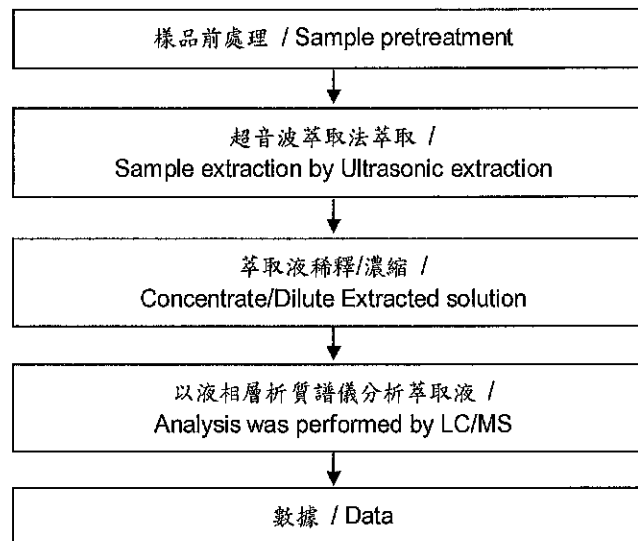 樣品前處理 / Sample pretreatment
超音波萃取法萃取 /
Sample extraction by Ultrasonic extraction
萃取液稀釋/濃縮 /
Concentrate/Dilute Extracted solution
以液相層析質譜儀分析萃取液 /
Analysis was performed by LC/MS
數據 / Data